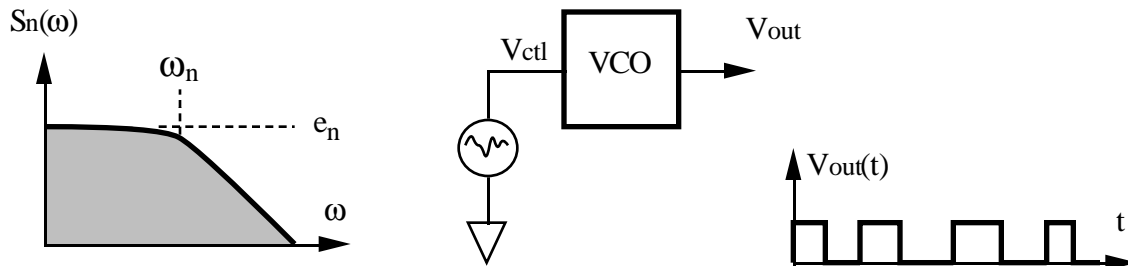 Sn(ω)
ωn
en
ω
Vctl
VCO
Vout
Vout(t)
t